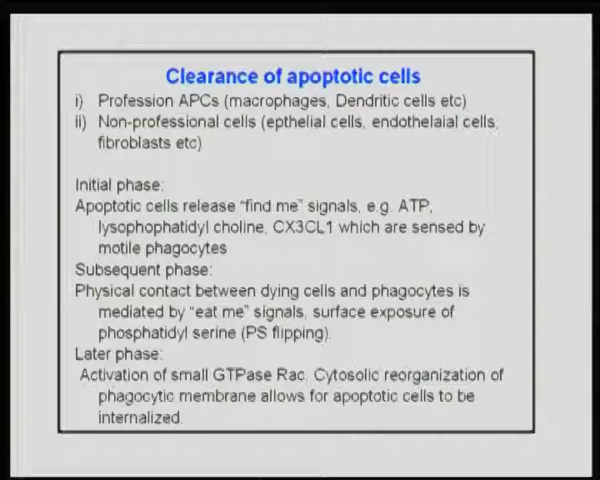 Clearance of apoptotic cells
i) Profession APCs (macrophages, Dendritic cells etc)
ii) Non-professional cells (epthelial cells, endothelaial cells,
fibroblasts etc)
Initial phase:
Apoptotic cells release "find me" signals, e.g. ATP,
lysophophatidyl choline, CX3CL1 which are sensed by
motile phagocytes
Subsequent phase:
Physical contact between dying cells and phagocytes is
mediated by "eat me" signals, surface exposure of
phosphatidyl serine (PS flipping).
Later phase:
Activation of small GTPase Rac. Cytosolic reorganization of
phagocytic membrane allows for apoptotic cells to be
internalized.